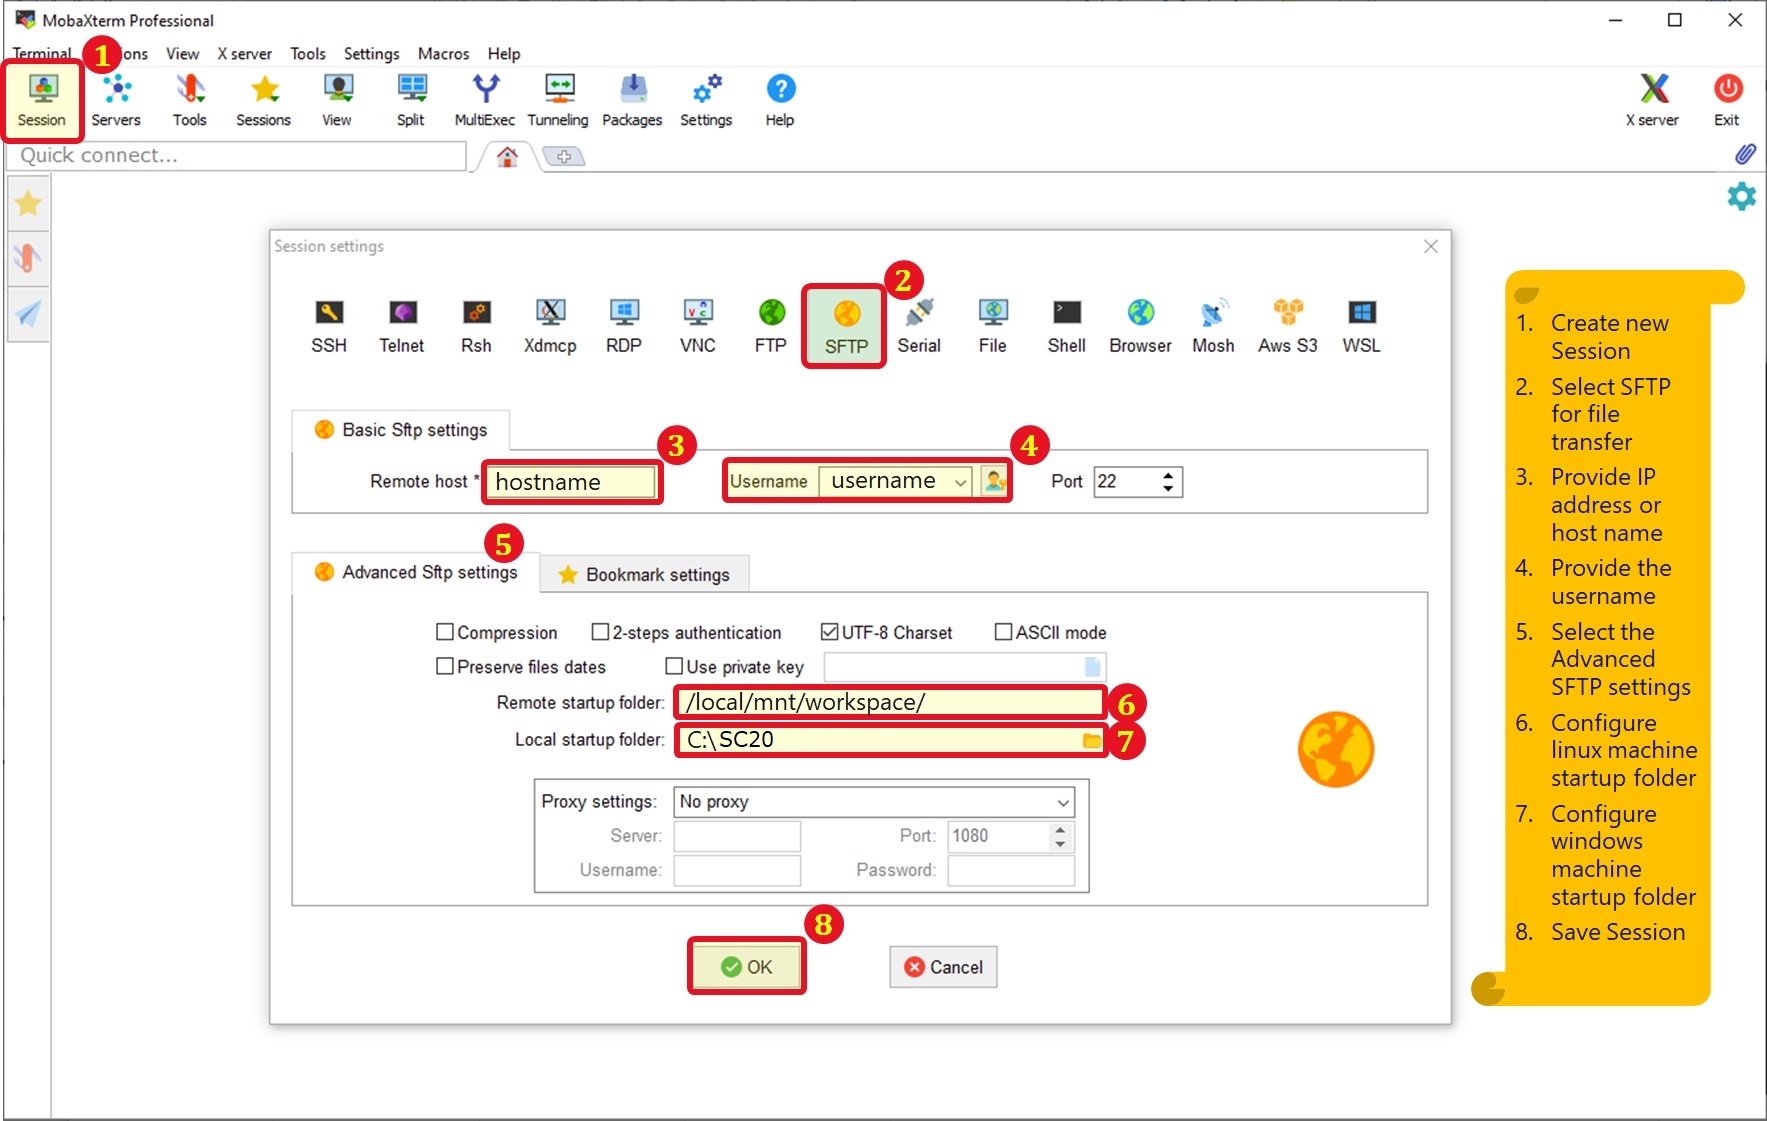 MobaXterm Professional
Terminal ions View X server Tools Settings Macros Help
1
Session Servers Tools Sessions View Split MultiExec Tunneling Packages Settings Help X server Exit
Quick connect...
Session settings
2
SSH Telnet Rsh Xdmcp RDP VNC FTP SFTP Serial File Shell Browser Mosh Aws S3 WSL
Basic Sftp settings
3
4
Remote host * hostname Username username Port 22
5
Advanced Sftp settings Bookmark settings
Compression 2-steps authentication UTF-8 Charset ASCII mode
Preserve files dates Use private key
Remote startup folder: /local/mnt/workspace/ 6
Local startup folder: C:\SC20 7
Proxy settings: No proxy
Server: Port: 1080
Username: Password:
8
OK Cancel
1. Create new
Session
2. Select SFTP
for file
transfer
3. Provide IP
address or
host name
4. Provide the
username
5. Select the
Advanced
SFTP settings
6. Configure
linux machine
startup folder
7. Configure
windows
machine
startup folder
8. Save Session